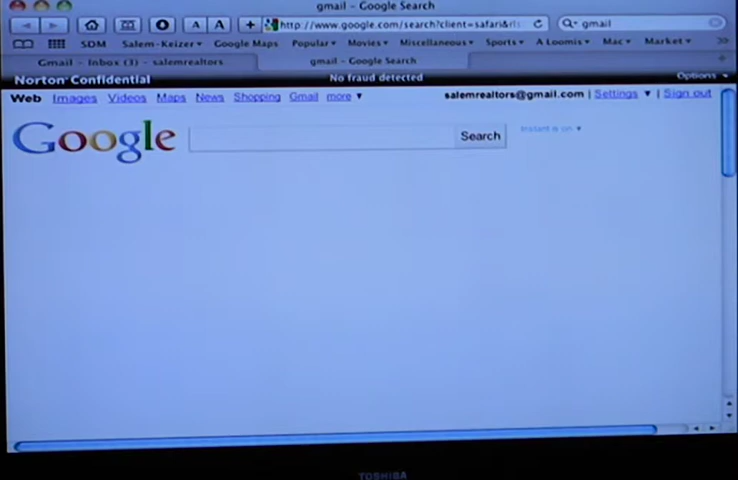 gmail - Google Search
A A + http://www.google.com/search?client=safari&rl: gmail
SDM Salem-Keizer Google Maps Popular Movies Miscellaneous Sports A Loomis Mac Market
Gmail - Inbox (3) - salemrealtors gmail - Google Search
Norton Confidential No fraud detected Options
Web Images Videos Maps News Shopping Gmail more salemrealtors@gmail.com | Settings | Sign out
Google Search Instant is on
TOSHIBA